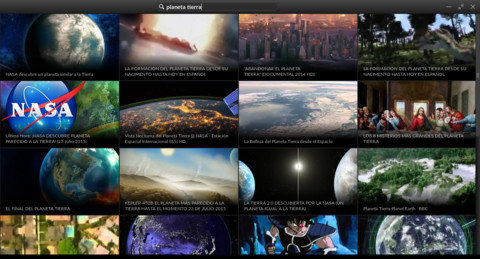 planeta tierra
NASA descubre un planeta similar a la Tierra
LA FORMACION DEL PLANETA TIERRA DESDE SU
NACIMIENTO HASTA HOY EN ESPAÑOL
"ABANDONAR EL PLANETA
TIERRA" (DOCUMENTAL 2014 HD)
LA FORMACION DEL PLANETA TIERRA DESDE SU
NACIMIENTO HASTA HOY EN ESPAÑOL
NASA
Ultima Hora: ¡NASA DESCUBRE PLANETA
PARECIDO A LA TIERRA! (23 Julio 2015)
Vista Nocturna del Planeta Tierra @ NASA - Estación
Espacial Internacional [ISS] HD
La Belleza del Planeta Tierra desde el Espacio
LOS 8 MISTERIOS MAS GRANDES DEL PLANETA
TIERRA
EL FINAL DEL PLANETA TIERRA
KEPLER-452B EL PLANETA MÁS PARECIDO A LA
TIERRA HASTA EL MOMENTO 23 DE JULIO 2015
LA TIERRA 2.0 DESCUBIERTA POR LA NASA ¡UN
PLANETA IGUAL A LA TIERRA!
Planeta Tierra Planet Earth - BBC